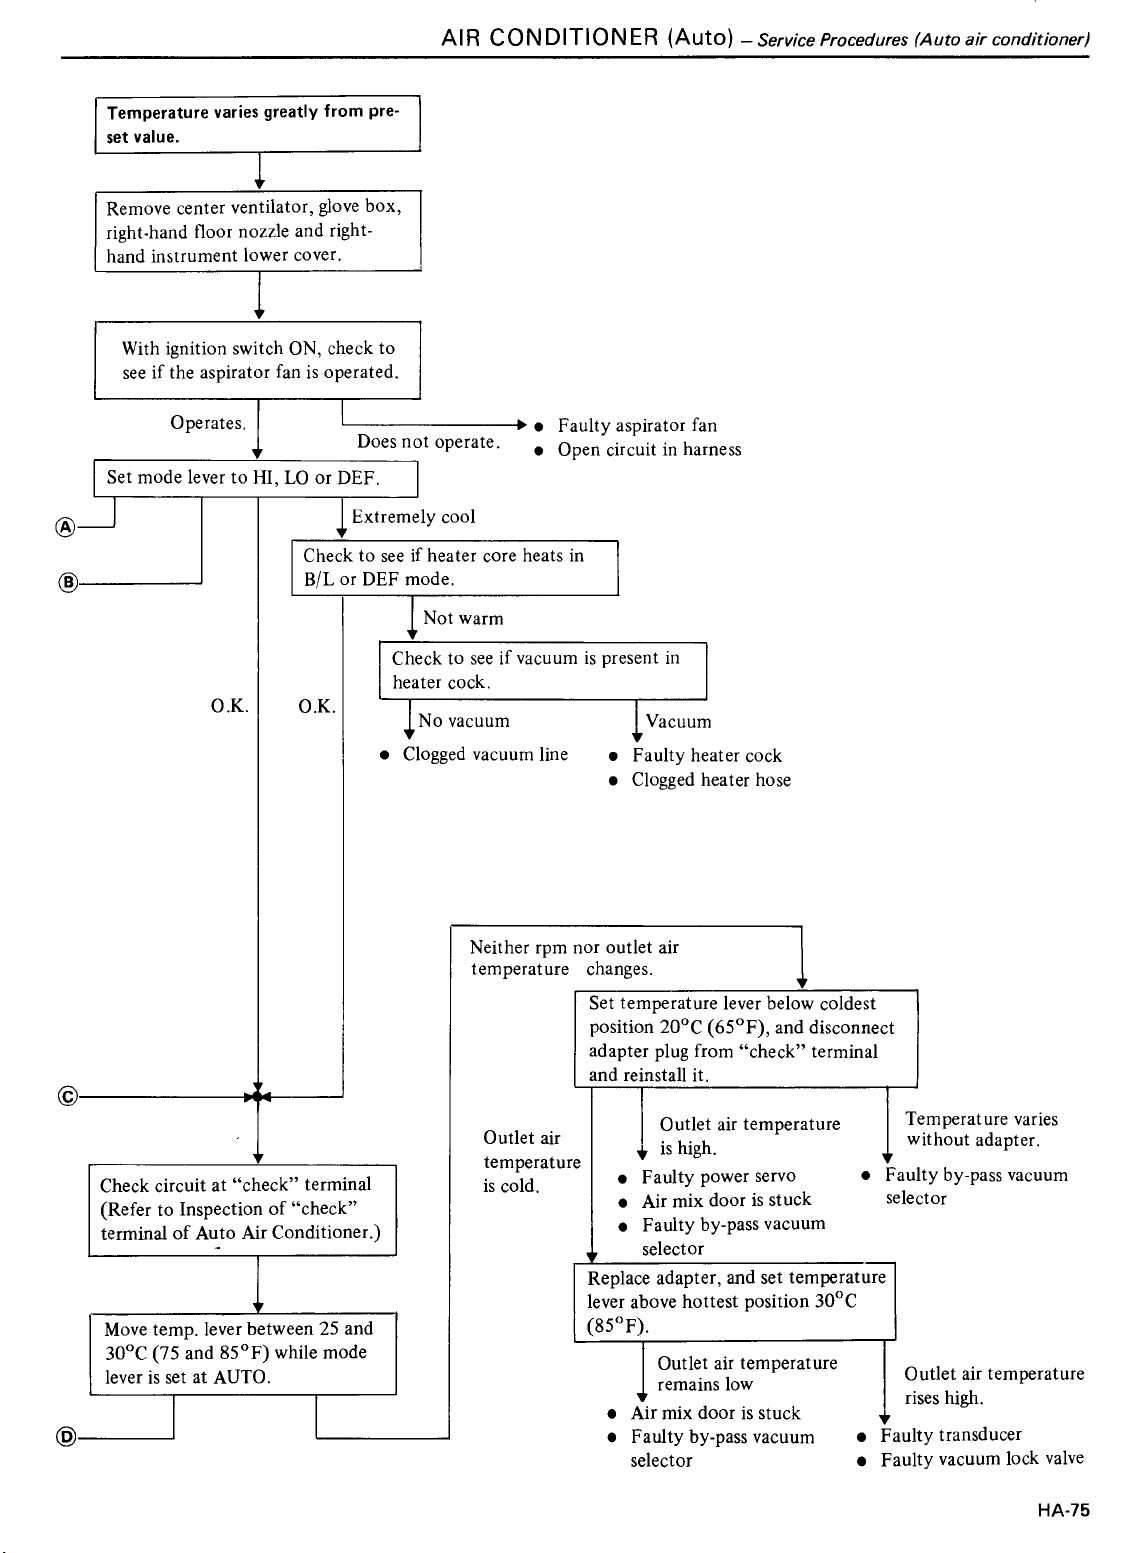 AIR CONDITIONER (Auto) – Service Procedures (Auto air conditioner)
Temperature varies greatly from pre-
set value.
Remove center ventilator, glove box,
right-hand floor nozzle and right-
hand instrument lower cover.
With ignition switch ON, check to
see if the aspirator fan is operated.
Operates.
Does not operate.
• Faulty aspirator fan
• Open circuit in harness
Set mode lever to HI, LO or DEF.
A
B
Extremely cool
Check to see if heater core heats in
B/L or DEF mode.
Not warm
Check to see if vacuum is present in
heater cock.
O.K.
O.K.
No vacuum
• Clogged vacuum line
Vacuum
• Faulty heater cock
• Clogged heater hose
Neither rpm nor outlet air
temperature changes.
Set temperature lever below coldest
position 20°C (65°F), and disconnect
adapter plug from “check” terminal
and reinstall it.
C
Outlet air
temperature
is cold.
Outlet air temperature
is high.
• Faulty power servo
• Air mix door is stuck
• Faulty by-pass vacuum
selector
Temperature varies
without adapter.
• Faulty by-pass vacuum
selector
Check circuit at “check” terminal
(Refer to Inspection of “check”
terminal of Auto Air Conditioner.)
Replace adapter, and set temperature
lever above hottest position 30°C
(85°F).
Move temp. lever between 25 and
30°C (75 and 85°F) while mode
lever is set at AUTO.
D
Outlet air temperature
remains low
• Air mix door is stuck
• Faulty by-pass vacuum
selector
Outlet air temperature
rises high.
• Faulty transducer
• Faulty vacuum lock valve
HA-75